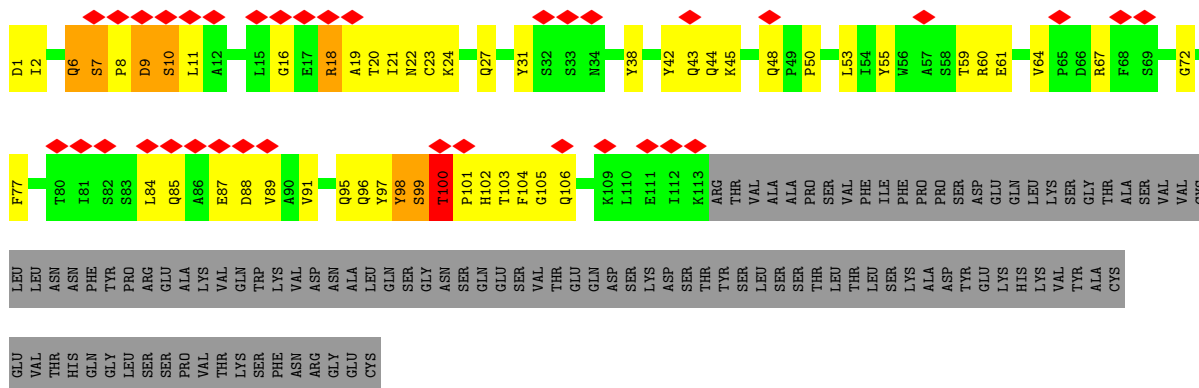 D1 I2 Q6 S7 P8 D9 S10 L11 A12 L15 G16 E17 R18 A19 T20 I21 N22 C23 K24 Q27 Y31 S32 S33 N34 Y38 Y42 Q43 Q44 K45 Q48 P49 P50 L53 I54 Y55 W56 A57 S58 T59 R60 E61 V64 P65 D66 R67 F68 S69 G72
F77 T80 I81 S82 S83 L84 Q85 A86 E87 D88 V89 A90 V91 Q95 Q96 Y97 Y98 S99 T100 P101 H102 T103 F104 G105 Q106 K109 L110 E111 I112 K113 ARG THR VAL ALA ALA PRO SER VAL PHE ILE PHE PRO PRO SER ASP GLU GLN LEU LYS SER GLY THR ALA SER VAL VAL
LEU LEU ASN ASN PHE TYR PRO ARG GLU ALA LYS VAL GLN TRP LYS VAL ASP ASN ALA LEU GLN SER GLY ASN SER GLN GLU SER VAL THR GLU GLN ASP SER LYS ASP SER THR TYR SER LEU SER SER THR LEU THR LEU SER LYS ALA ASP TYR GLU LYS HIS LYS VAL TYR ALA CYS
GLU VAL THR HIS GLN GLY LEU SER SER PRO VAL THR LYS SER PHE ASN ARG GLY GLU CYS